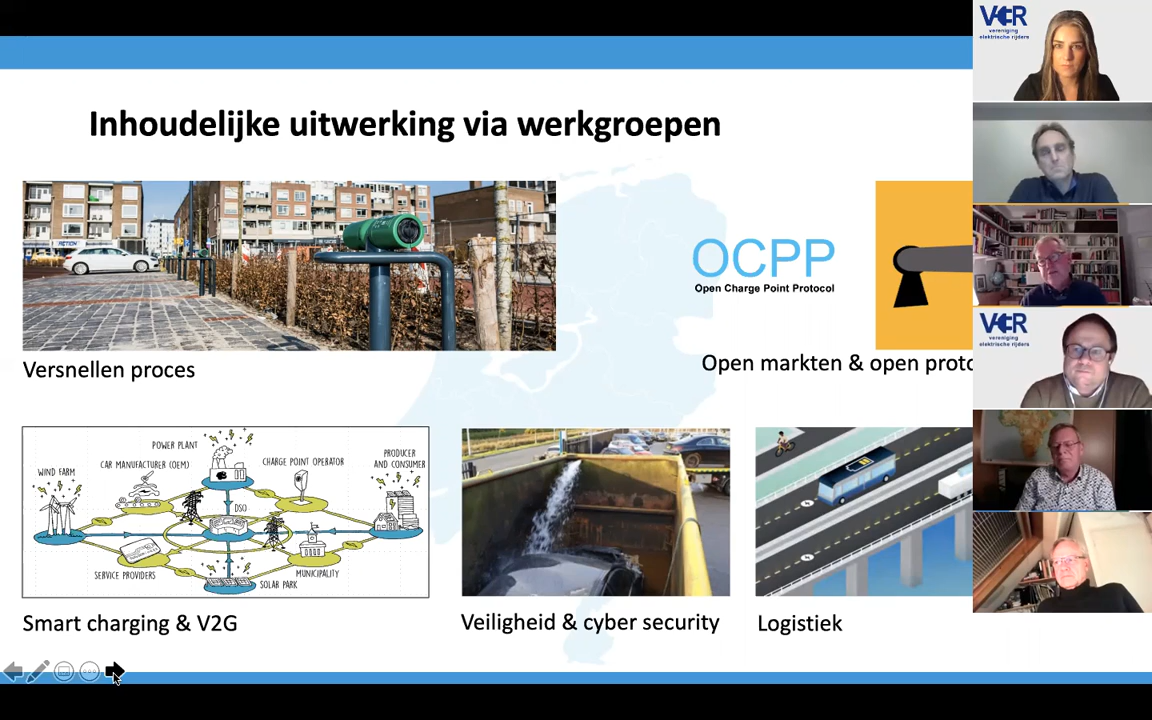 VER
vereniging
elektrische rijders
Inhoudelijke uitwerking via werkgroepen
ACTION
OCPP
Open Charge Point Protocol
Versnellen proces
Open markten & open proto
VER
vereniging
elektrische rijders
POWER PLANT
WIND FARM
CAR MANUFACTURER (OEM)
CHARGE POINT OPERATOR
PRODUCER
AND CONSUMER
DSO
SERVICE PROVIDERS
MUNICIPALITY
SOLAR PARK
Smart charging & V2G
Veiligheid & cyber security
Logistiek